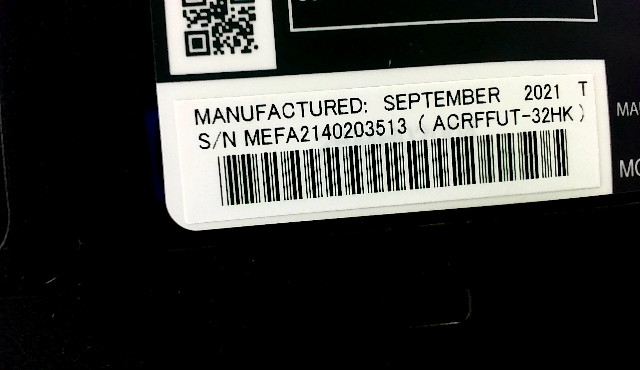 MANUFACTURED: SEPTEMBER 2021 T
S/N MEFA2140203513 ( ACRFFUT-32HK )